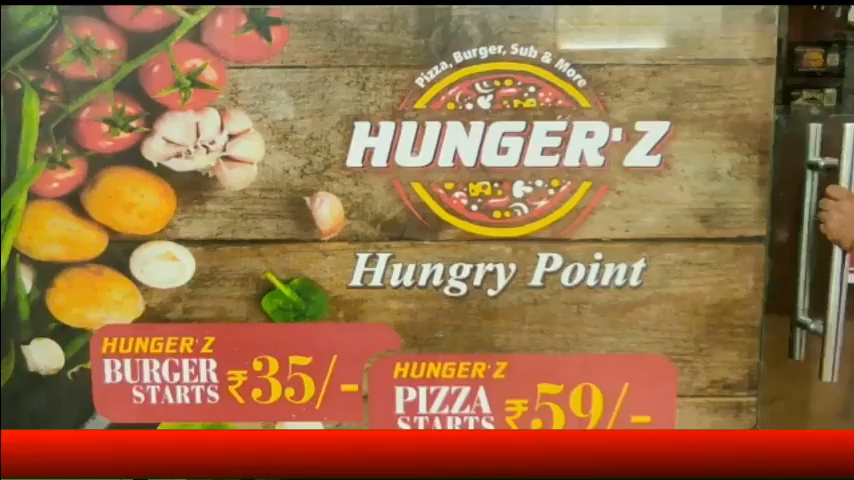 Pizza, Burger, Sub & More
HUNGER'Z
Hungry Point
HUNGER'Z
BURGER
STARTS ₹35/-
HUNGER'Z
PIZZA
STARTS ₹59/-